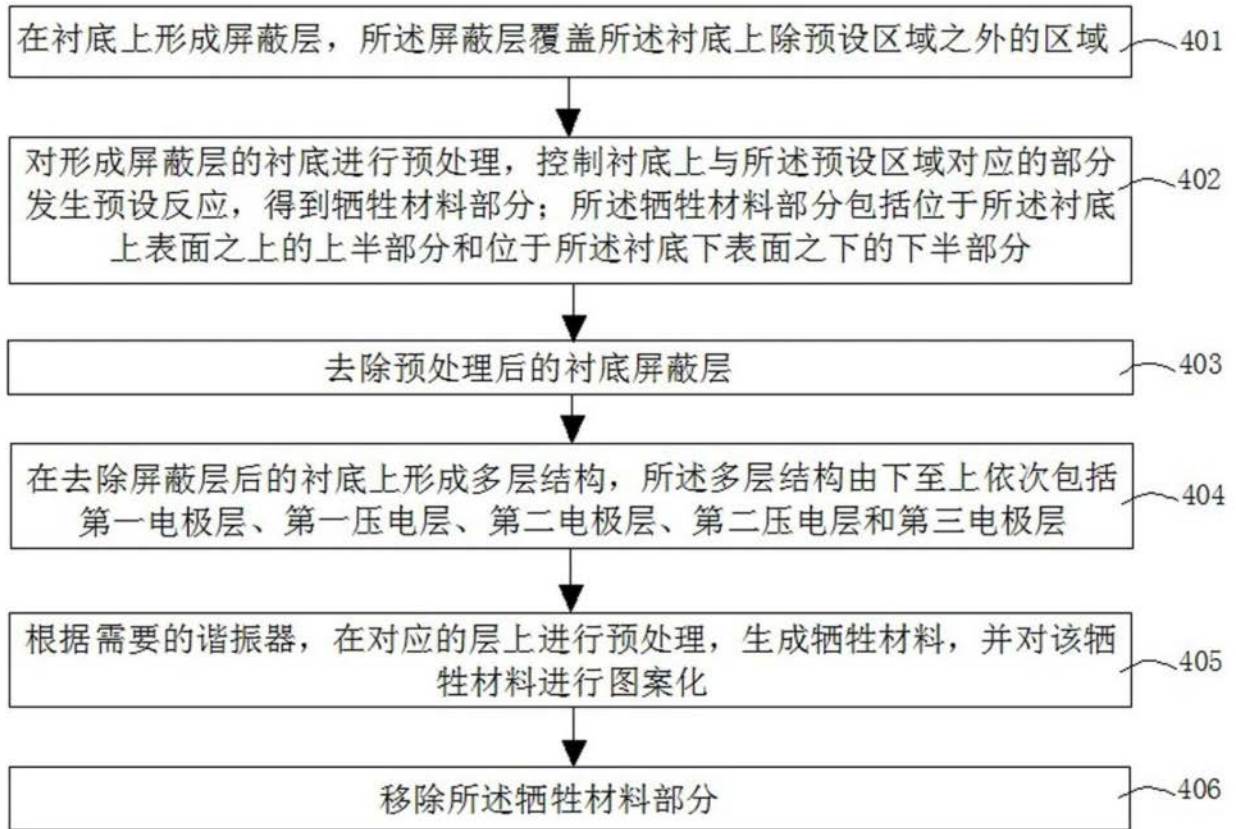 在衬底上形成屏蔽层，所述屏蔽层覆盖所述衬底上除预设区域之外的区域
401
对形成屏蔽层的衬底进行预处理，控制衬底上与所述预设区域对应的部分
发生预设反应，得到牺牲材料部分；所述牺牲材料部分包括位于所述衬底
上表面之上的上半部分和位于所述衬底下表面之下的下半部分
402
去除预处理后的衬底屏蔽层
403
在去除屏蔽层后的衬底上形成多层结构，所述多层结构由下至上依次包括
第一电极层、第一压电层、第二电极层、第二压电层和第三电极层
404
根据需要的谐振器，在对应的层上进行预处理，生成牺牲材料，并对该牺
牲材料进行图案化
405
移除所述牺牲材料部分
406